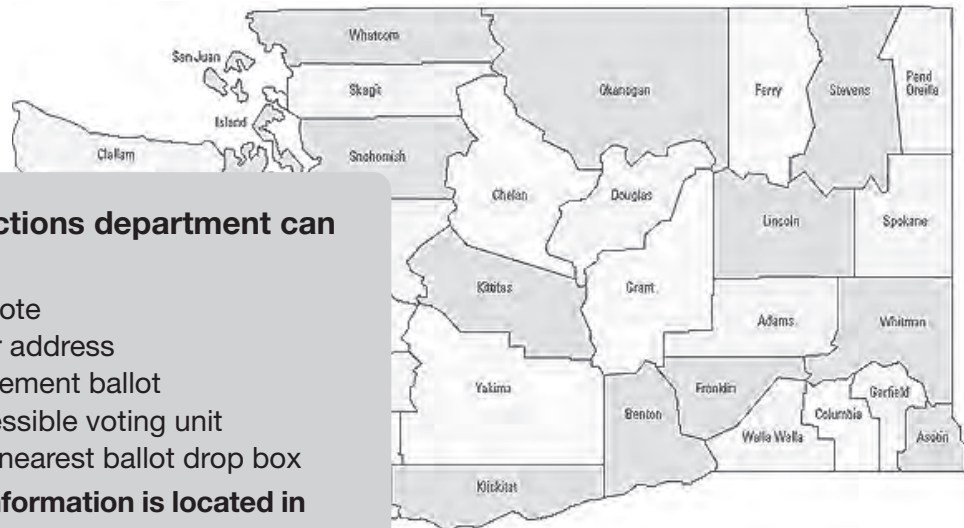 Whatcom
San Juan
Skagit
Okanogan
Ferry
Stevens
Pend
Oreille
Island
Clallam
Snohomish
Chelan
Douglas
Lincoln
Spokane
ctions department can
Kittitas
Grant
ote
Adams
Whitman
r address
ement ballot
Yakima
Franklin
Garfield
Benton
Columbia
essible voting unit
Walla Walla
Asotin
nearest ballot drop box
Klickitat
nformation is located in